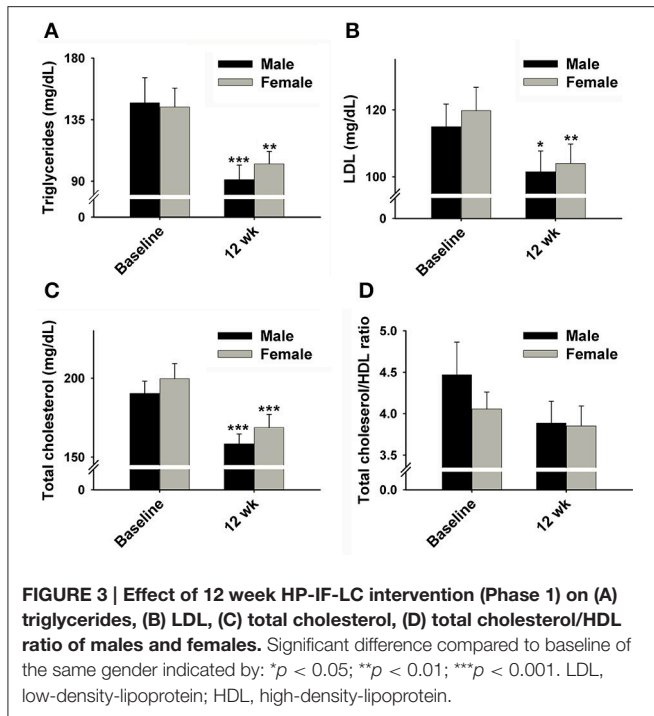 A
Triglycerides (mg/dL)
180
135
90
0
Male
Female
***
**
Baseline
12 wk
B
LDL (mg/dL)
120
100
0
Male
Female
*
**
Baseline
12 wk
C
Total cholesterol (mg/dL)
200
150
0
Male
Female
***
***
Baseline
12 wk
D
Total choleserol/HDL ratio
5.0
4.5
4.0
3.5
0.0
Male
Female
Baseline
12 wk
FIGURE 3 | Effect of 12 week HP-IF-LC intervention (Phase 1) on (A)
triglycerides, (B) LDL, (C) total cholesterol, (D) total cholesterol/HDL
ratio of males and females. Significant difference compared to baseline of
the same gender indicated by: *p < 0.05; **p < 0.01; ***p < 0.001. LDL,
low-density-lipoprotein; HDL, high-density-lipoprotein.